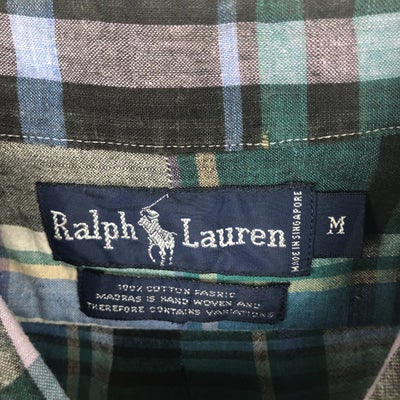 Ralph Lauren
MADE IN SINGAPORE
M
100% COTTON FABRIC
MADRAS IS HAND WOVEN AND
THEREFORE CONTAINS VARIATIONS